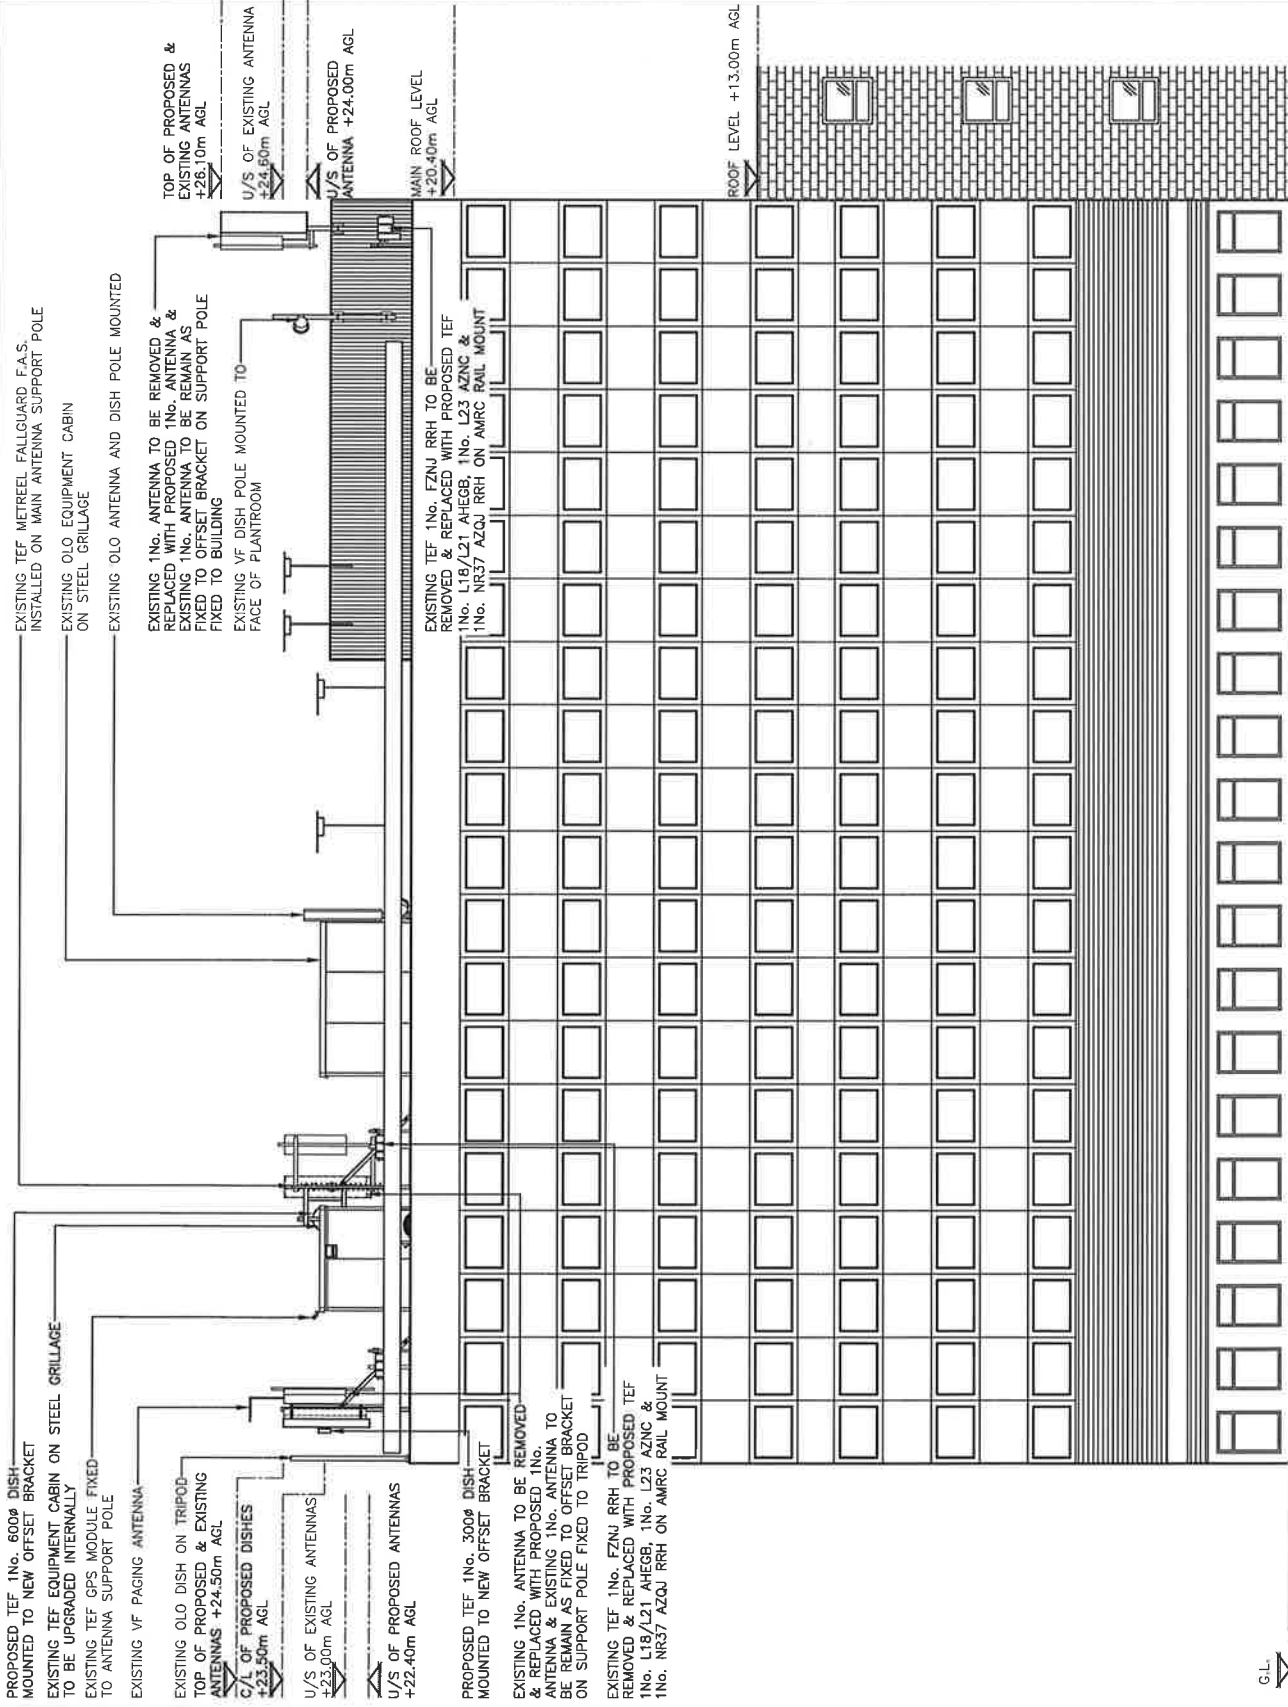 EXISTING TEF METREEL FALLGUARD F.A.S.
INSTALLED ON MAIN ANTENNA SUPPORT POLE
EXISTING OLO EQUIPMENT CABIN
ON STEEL GRILLAGE
EXISTING OLO ANTENNA AND DISH POLE MOUNTED
EXISTING 1No. ANTENNA TO BE REMOVED &
REPLACED WITH PROPOSED 1No. ANTENNA &
EXISTING 1No. ANTENNA TO BE REMAIN AS
FIXED TO OFFSET BRACKET ON SUPPORT POLE
FIXED TO BUILDING
EXISTING VF DISH POLE MOUNTED TO
FACE OF PLANTROOM
TOP OF PROPOSED &
EXISTING ANTENNAS
+26.10m AGL
U/S OF EXISTING ANTENNA
+24.60m AGL
U/S OF PROPOSED
ANTENNA +24.00m AGL
MAIN ROOF LEVEL
+20.40m AGL
ROOF LEVEL +13.00m AGL
EXISTING TEF 1No. FZNJ RRH TO BE
REMOVED & REPLACED WITH PROPOSED TEF
1No. L18/L21 AHEGB, 1No. L23 AZNC &
1No. NR37 AZQJ RRH ON AMRC RAIL MOUNT
PROPOSED TEF 1No. 600ø DISH
MOUNTED TO NEW OFFSET BRACKET
EXISTING TEF EQUIPMENT CABIN ON STEEL GRILLAGE
TO BE UPGRADED INTERNALLY
EXISTING TEF GPS MODULE FIXED
TO ANTENNA SUPPORT POLE
EXISTING VF PAGING ANTENNA
EXISTING OLO DISH ON TRIPOD
TOP OF PROPOSED & EXISTING
ANTENNAS +24.50m AGL
C/L OF PROPOSED DISHES
+23.50m AGL
U/S OF EXISTING ANTENNAS
+23.00m AGL
U/S OF PROPOSED ANTENNAS
+22.40m AGL
PROPOSED TEF 1No. 300ø DISH
MOUNTED TO NEW OFFSET BRACKET
EXISTING 1No. ANTENNA TO BE REMOVED
& REPLACED WITH PROPOSED 1No.
ANTENNA & EXISTING 1No. ANTENNA TO
BE REMAIN AS FIXED TO OFFSET BRACKET
ON SUPPORT POLE FIXED TO TRIPOD
EXISTING TEF 1No. FZNJ RRH TO BE
REMOVED & REPLACED WITH PROPOSED TEF
1No. L18/L21 AHEGB, 1No. L23 AZNC &
1No. NR37 AZQJ RRH ON AMRC RAIL MOUNT
G.L.